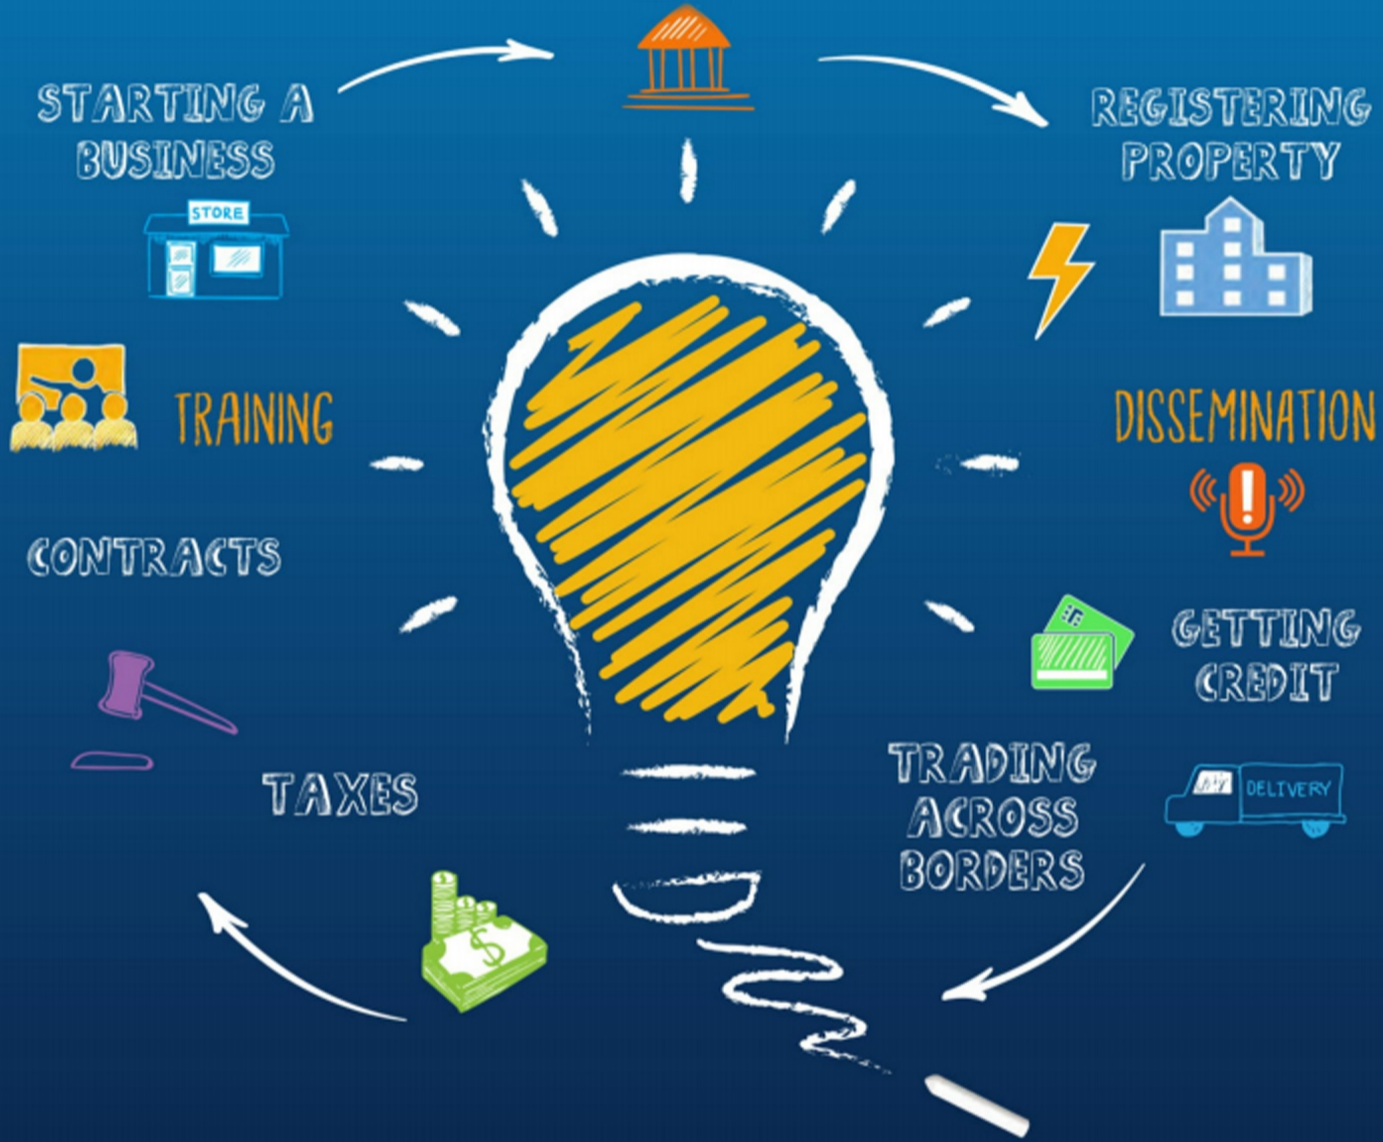 STARTING A
BUSINESS
STORE
TRAINING
CONTRACTS
TAXES
$
REGISTERING
PROPERTY
DISSEMINATION
!
GETTING
CREDIT
TRADING
ACROSS
BORDERS
DELIVERY